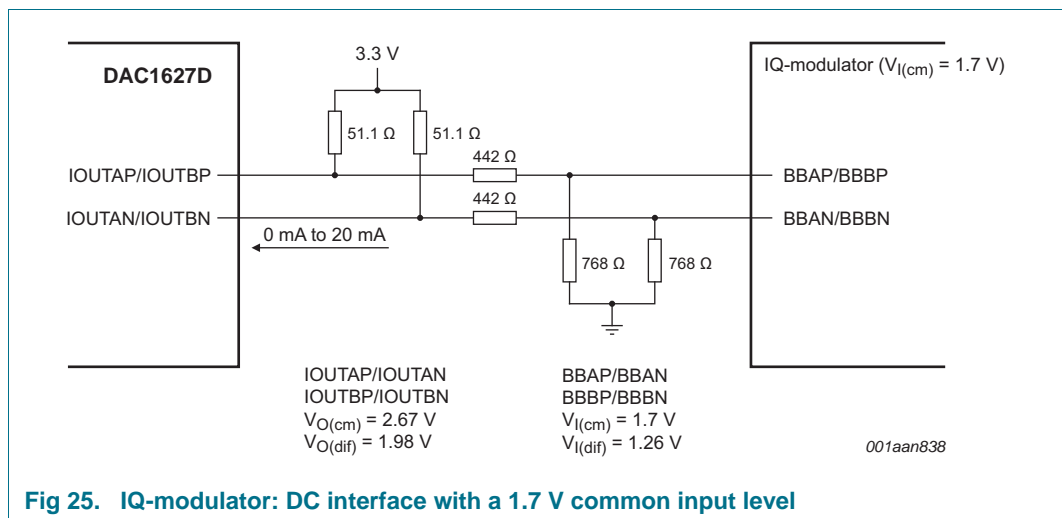 3.3 V
DAC1627D
IQ-modulator (VI(cm) = 1.7 V)
51.1 Ω
51.1 Ω
442 Ω
IOUTAP/IOUTBP
BBAP/BBBP
442 Ω
IOUTAN/IOUTBN
BBAN/BBBN
0 mA to 20 mA
768 Ω
768 Ω
IOUTAP/IOUTAN
IOUTBP/IOUTBN
VO(cm) = 2.67 V
VO(dif) = 1.98 V
BBAP/BBAN
BBBP/BBBN
VI(cm) = 1.7 V
VI(dif) = 1.26 V
001aan838
Fig 25. IQ-modulator: DC interface with a 1.7 V common input level